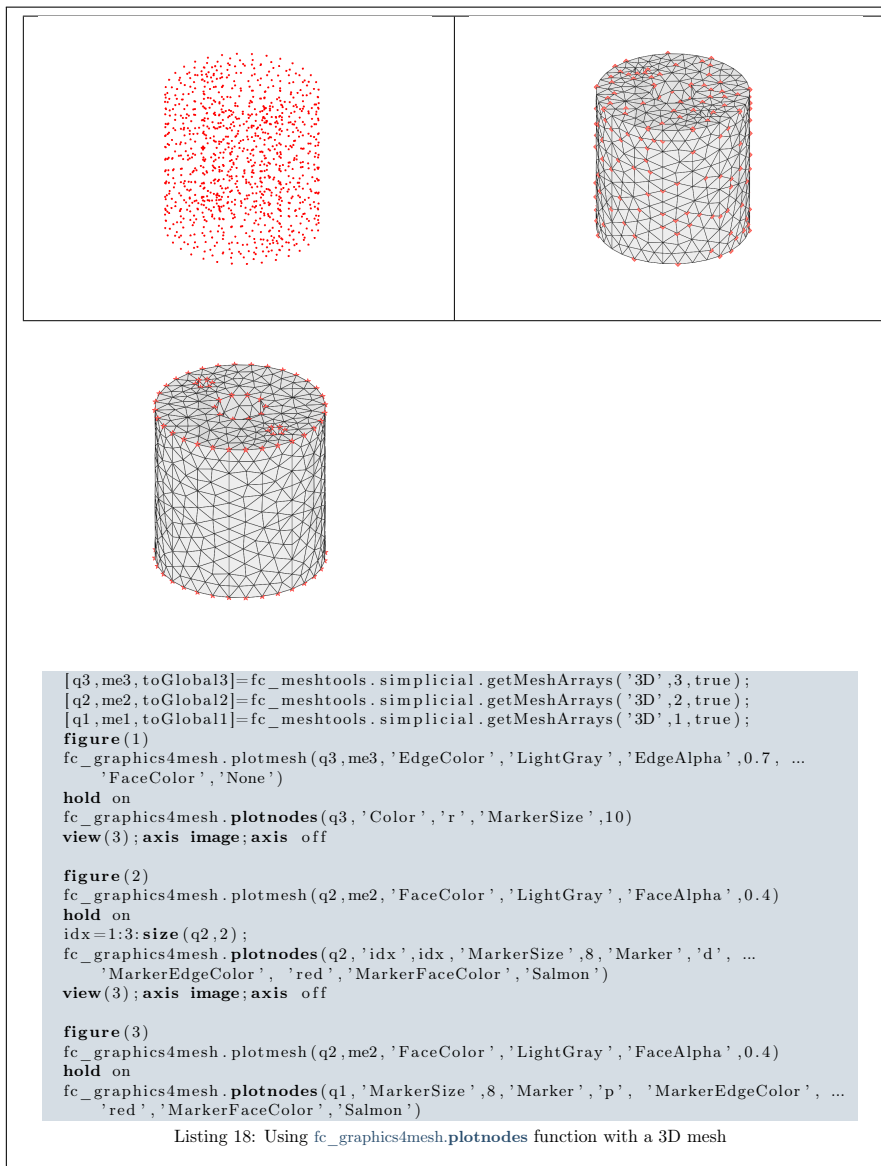 [q3,me3,toGlobal3]=fc_meshtools.simplicial.getMeshArrays('3D',3,true);
[q2,me2,toGlobal2]=fc_meshtools.simplicial.getMeshArrays('3D',2,true);
[q1,me1,toGlobal1]=fc_meshtools.simplicial.getMeshArrays('3D',1,true);
figure(1)
fc_graphics4mesh.plotmesh(q3,me3,'EdgeColor','LightGray','EdgeAlpha',0.7, ...
'FaceColor','None')
hold on
fc_graphics4mesh.plotnodes(q3,'Color','r','MarkerSize',10)
view(3);axis image;axis off
figure(2)
fc_graphics4mesh.plotmesh(q2,me2,'FaceColor','LightGray','FaceAlpha',0.4)
hold on
idx=1:3:size(q2,2);
fc_graphics4mesh.plotnodes(q2,'idx',idx,'MarkerSize',8,'Marker','d', ...
'MarkerEdgeColor', 'red','MarkerFaceColor','Salmon')
view(3);axis image;axis off
figure(3)
fc_graphics4mesh.plotmesh(q2,me2,'FaceColor','LightGray','FaceAlpha',0.4)
hold on
fc_graphics4mesh.plotnodes(q1,'MarkerSize',8,'Marker','p', 'MarkerEdgeColor', ...
'red','MarkerFaceColor','Salmon')
Listing 18: Using fc_graphics4mesh.plotnodes function with a 3D mesh